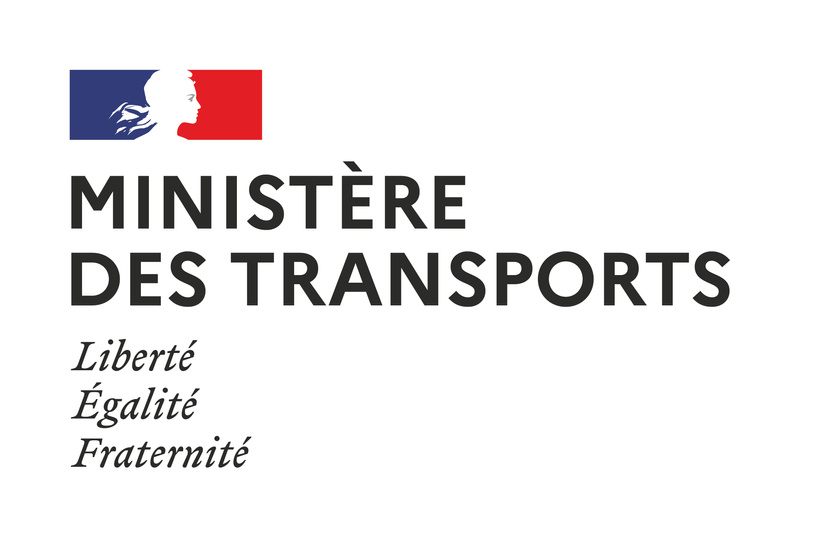 MINISTÈRE
DES TRANSPORTS
Liberté
Égalité
Fraternité